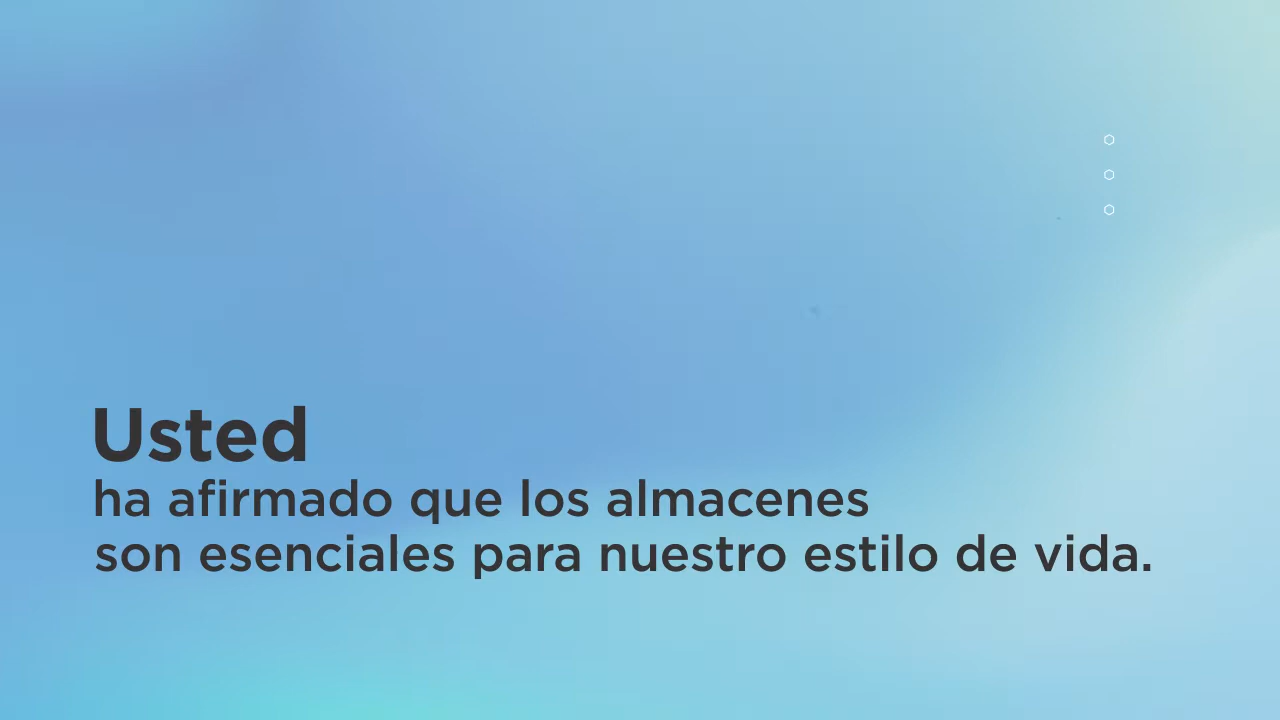 Usted
ha afirmado que los almacenes
son esenciales para nuestro estilo de vida.